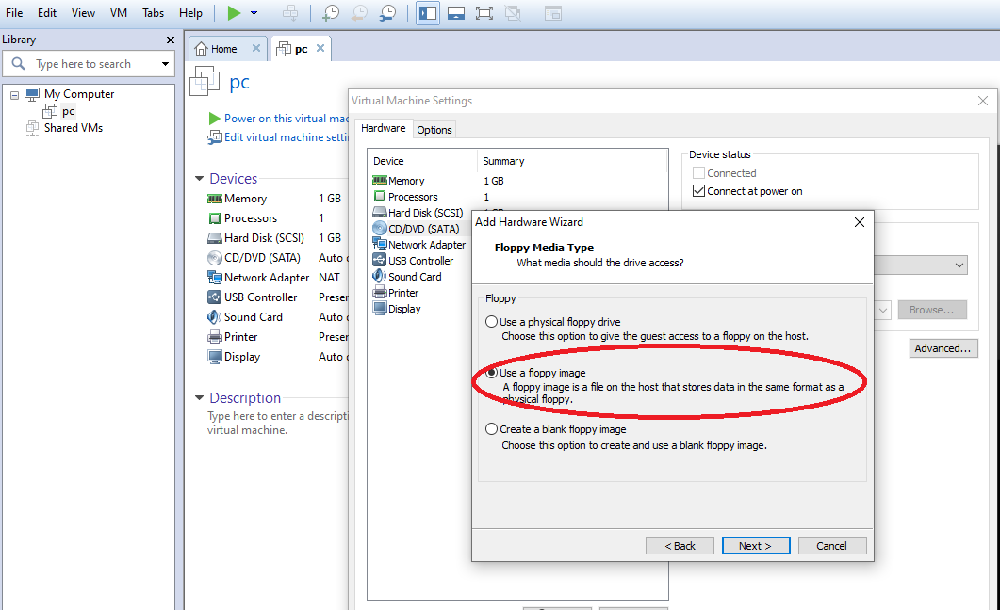 File Edit View VM Tabs Help
Library
Type here to search
My Computer
pc
Shared VMs
Home
pc
pc
Power on this virtual mac
Edit virtual machine setti
Devices
Memory 1 GB
Processors 1
Hard Disk (SCSI) 1 GB
CD/DVD (SATA) Auto
Network Adapter NAT
USB Controller Preser
Sound Card Auto
Printer Preser
Display Auto
Description
Type here to enter a descripti
virtual machine.
Virtual Machine Settings
Hardware Options
Device Summary
Memory 1 GB
Processors 1
Hard Disk (SCSI)
CD/DVD (SATA)
Network Adapter
USB Controller
Sound Card
Printer
Display
Device status
Connected
Connect at power on
Browse...
Advanced...
Add Hardware Wizard
Floppy Media Type
What media should the drive access?
Floppy
Use a physical floppy drive
Choose this option to give the guest access to a floppy on the host.
Use a floppy image
A floppy image is a file on the host that stores data in the same format as a
physical floppy.
Create a blank floppy image
Choose this option to create and use a blank floppy image.
< Back Next > Cancel